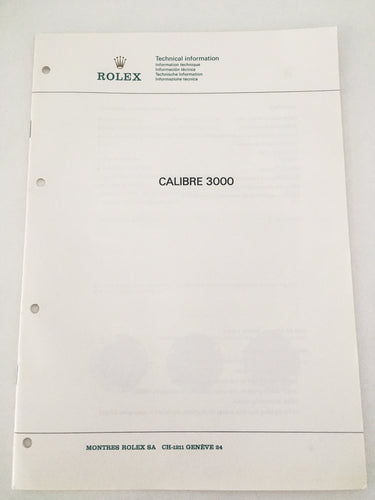 ROLEX
Technical information
Information technique
Información técnica
Technische Information
Informazione tecnica
CALIBRE 3000
MONTRES ROLEX SA CH-1211 GENÈVE 24